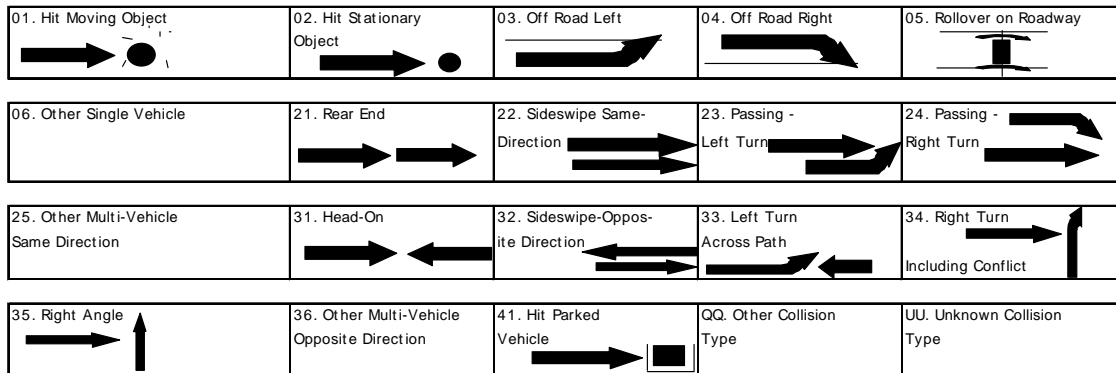 01. Hit Moving Object
02. Hit Stationary
Object
03. Off Road Left
04. Off Road Right
05. Rollover on Roadway
06. Other Single Vehicle
21. Rear End
22. Sideswipe Same-
Direction
23. Passing -
Left Turn
24. Passing -
Right Turn
25. Other Multi-Vehicle
Same Direction
31. Head-On
32. Sideswipe-Oppos-
ite Direction
33. Left Turn
Across Path
34. Right Turn
Including Conflict
35. Right Angle
36. Other Multi-Vehicle
Opposite Direction
41. Hit Parked
Vehicle
QQ. Other Collision
Type
UU. Unknown Collision
Type